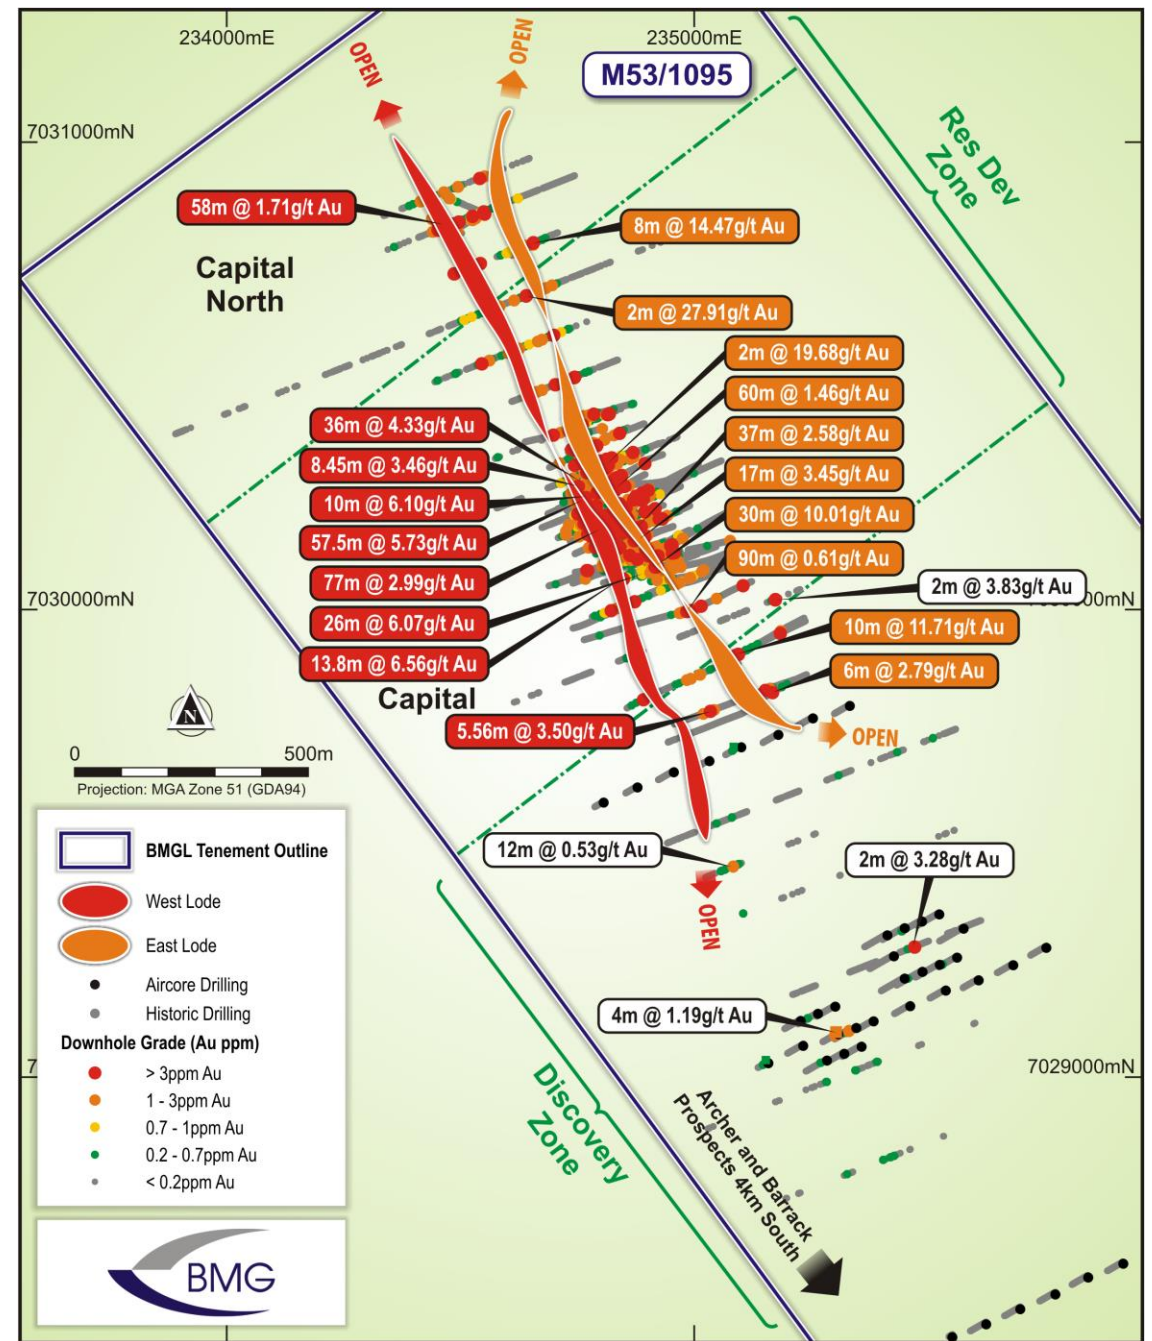 234000mE
235000mE
OPEN
OPEN
M53/1095
7031000mN
Res Dev
Zone
58m @ 1.71g/t Au
8m @ 14.47g/t Au
Capital
North
2m @ 27.91g/t Au
2m @ 19.68g/t Au
60m @ 1.46g/t Au
36m @ 4.33g/t Au
37m @ 2.58g/t Au
8.45m @ 3.46g/t Au
17m @ 3.45g/t Au
10m @ 6.10g/t Au
30m @ 10.01g/t Au
57.5m @ 5.73g/t Au
90m @ 0.61g/t Au
77m @ 2.99g/t Au
2m @ 3.83g/t Au
7030000mN
26m @ 6.07g/t Au
10m @ 11.71g/t Au
13.8m @ 6.56g/t Au
6m @ 2.79g/t Au
Capital
N
5.56m @ 3.50g/t Au
OPEN
0 500m
Projection: MGA Zone 51 (GDA94)
BMGL Tenement Outline
West Lode
East Lode
Aircore Drilling
Historic Drilling
Downhole Grade (Au ppm)
> 3ppm Au
1 - 3ppm Au
0.7 - 1ppm Au
0.2 - 0.7ppm Au
< 0.2ppm Au
12m @ 0.53g/t Au
2m @ 3.28g/t Au
OPEN
4m @ 1.19g/t Au
7029000mN
Discovery
Zone
Archer and Barrack
Prospects 4km South
BMG